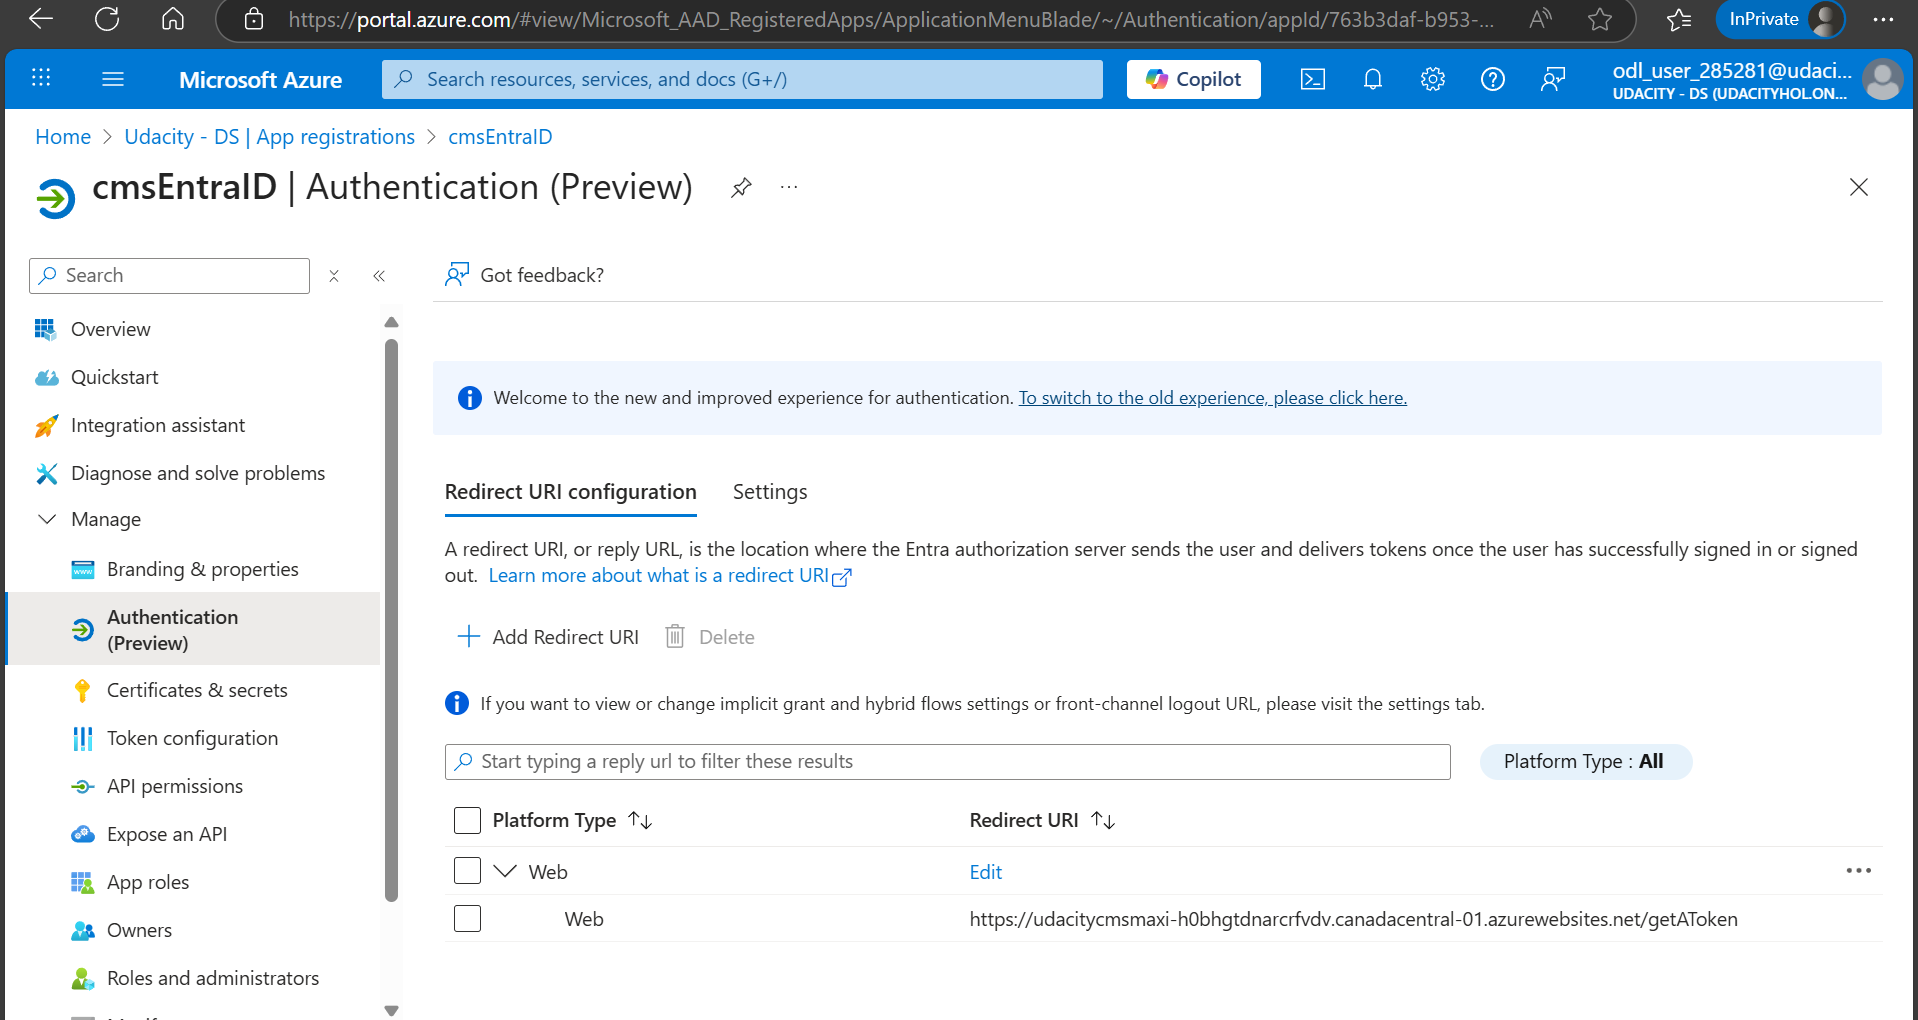 https://portal.azure.com/#view/Microsoft_AAD_RegisteredApps/ApplicationMenuBlade/~/Authentication/appId/763b3daf-b953-...
InPrivate
Microsoft Azure
Search resources, services, and docs (G+/)
Copilot
odl_user_285281@udaci...
UDACITY - DS (UDACITYHOL.ON...
Home > Udacity - DS | App registrations > cmsEntraID
cmsEntraID | Authentication (Preview)
Search
Got feedback?
Overview
Quickstart
Integration assistant
Diagnose and solve problems
Manage
Branding & properties
Authentication
(Preview)
Certificates & secrets
Token configuration
API permissions
Expose an API
App roles
Owners
Roles and administrators
Welcome to the new and improved experience for authentication. To switch to the old experience, please click here.
Redirect URI configuration
Settings
A redirect URI, or reply URL, is the location where the Entra authorization server sends the user and delivers tokens once the user has successfully signed in or signed
out. Learn more about what is a redirect URI
Add Redirect URI
Delete
If you want to view or change implicit grant and hybrid flows settings or front-channel logout URL, please visit the settings tab.
Start typing a reply url to filter these results
Platform Type : All
Platform Type
Redirect URI
Web
Edit
Web
https://udacitycmsmaxi-h0bhgtdnarcrfvdv.canadacentral-01.azurewebsites.net/getAToken